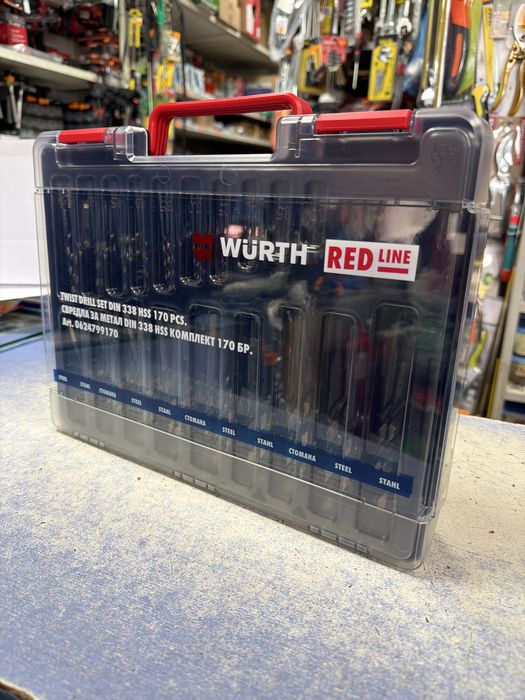 WÜRTH
RED LINE
TWIST DRILL SET DIN 338 HSS 170 PCS.
СВРЕДЛА ЗА МЕТАЛ DIN 338 HSS КОМПЛЕКТ 170 БР.
Art. 0624799170
STEEL STAHL СТОМАНА STEEL STAHL СТОМАНА STEEL STAHL СТОМАНА STEEL STAHL